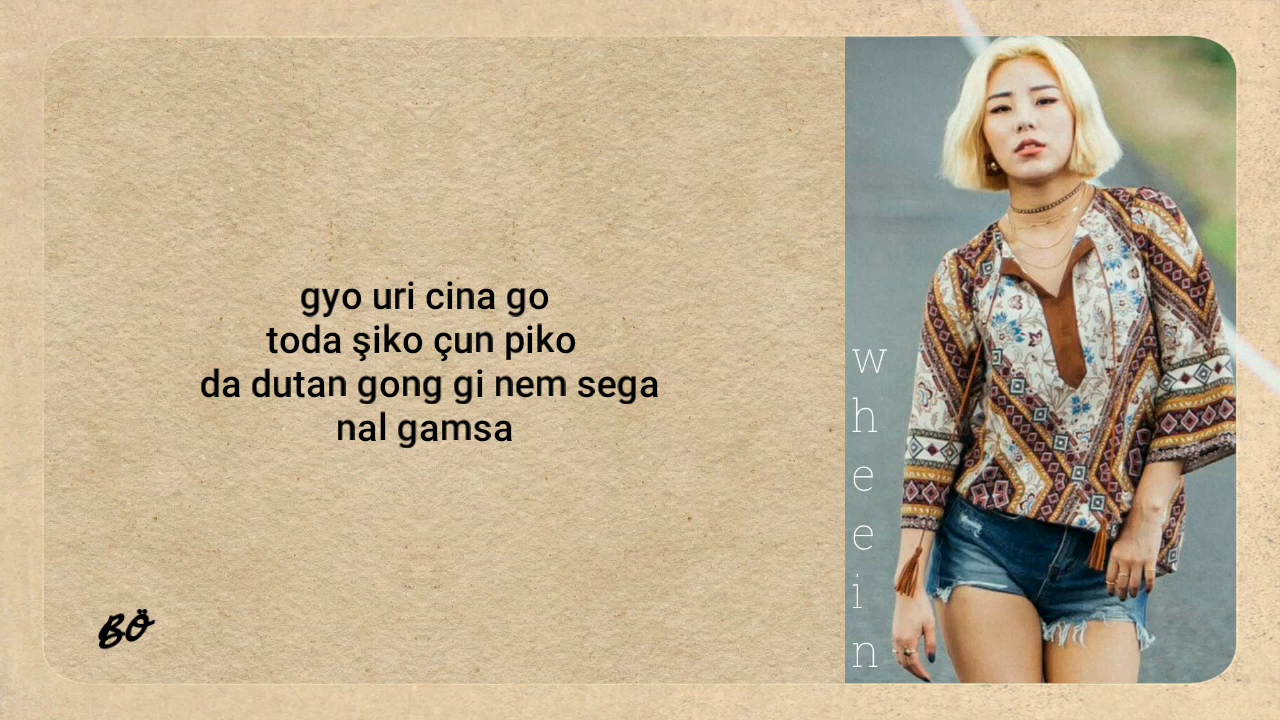 gyo uri cina go
toda şiko çun piko
da dutan gong gi nem sega
nal gamsa
wheein
BÖ